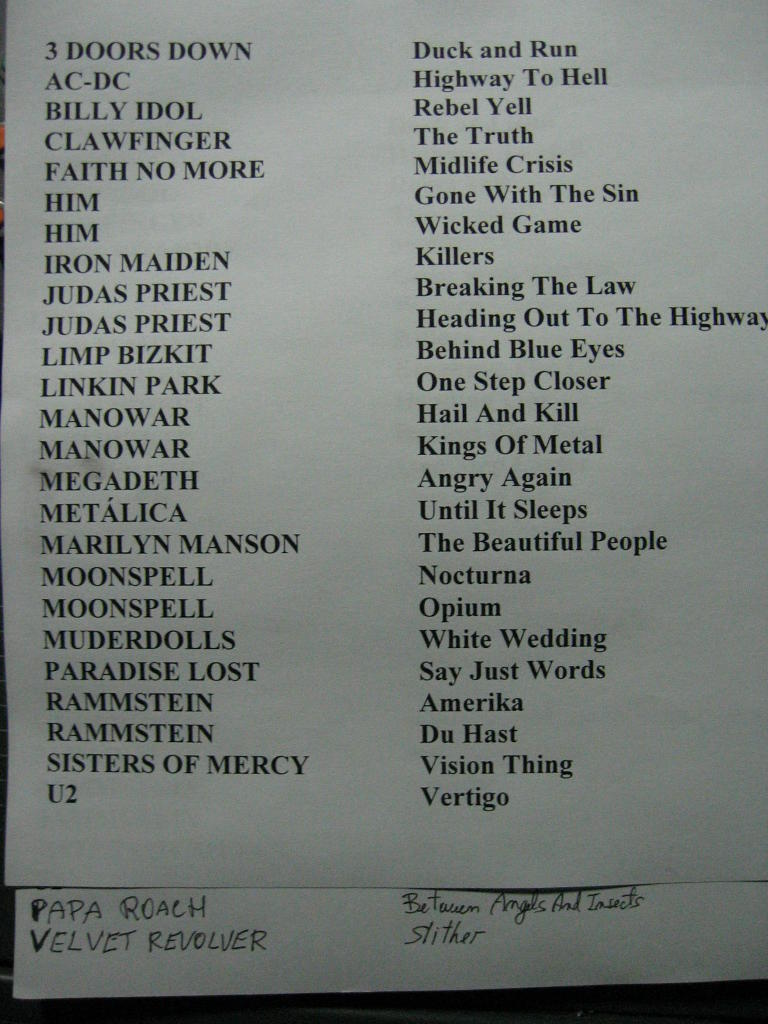 3 DOORS DOWN Duck and Run
AC-DC Highway To Hell
BILLY IDOL Rebel Yell
CLAWFINGER The Truth
FAITH NO MORE Midlife Crisis
HIM Gone With The Sin
HIM Wicked Game
IRON MAIDEN Killers
JUDAS PRIEST Breaking The Law
JUDAS PRIEST Heading Out To The Highway
LIMP BIZKIT Behind Blue Eyes
LINKIN PARK One Step Closer
MANOWAR Hail And Kill
MANOWAR Kings Of Metal
MEGADETH Angry Again
METÁLICA Until It Sleeps
MARILYN MANSON The Beautiful People
MOONSPELL Nocturna
MOONSPELL Opium
MUDERDOLLS White Wedding
PARADISE LOST Say Just Words
RAMMSTEIN Amerika
RAMMSTEIN Du Hast
SISTERS OF MERCY Vision Thing
U2 Vertigo
PAPA ROACH Between Angels And Insects
VELVET REVOLVER Slither